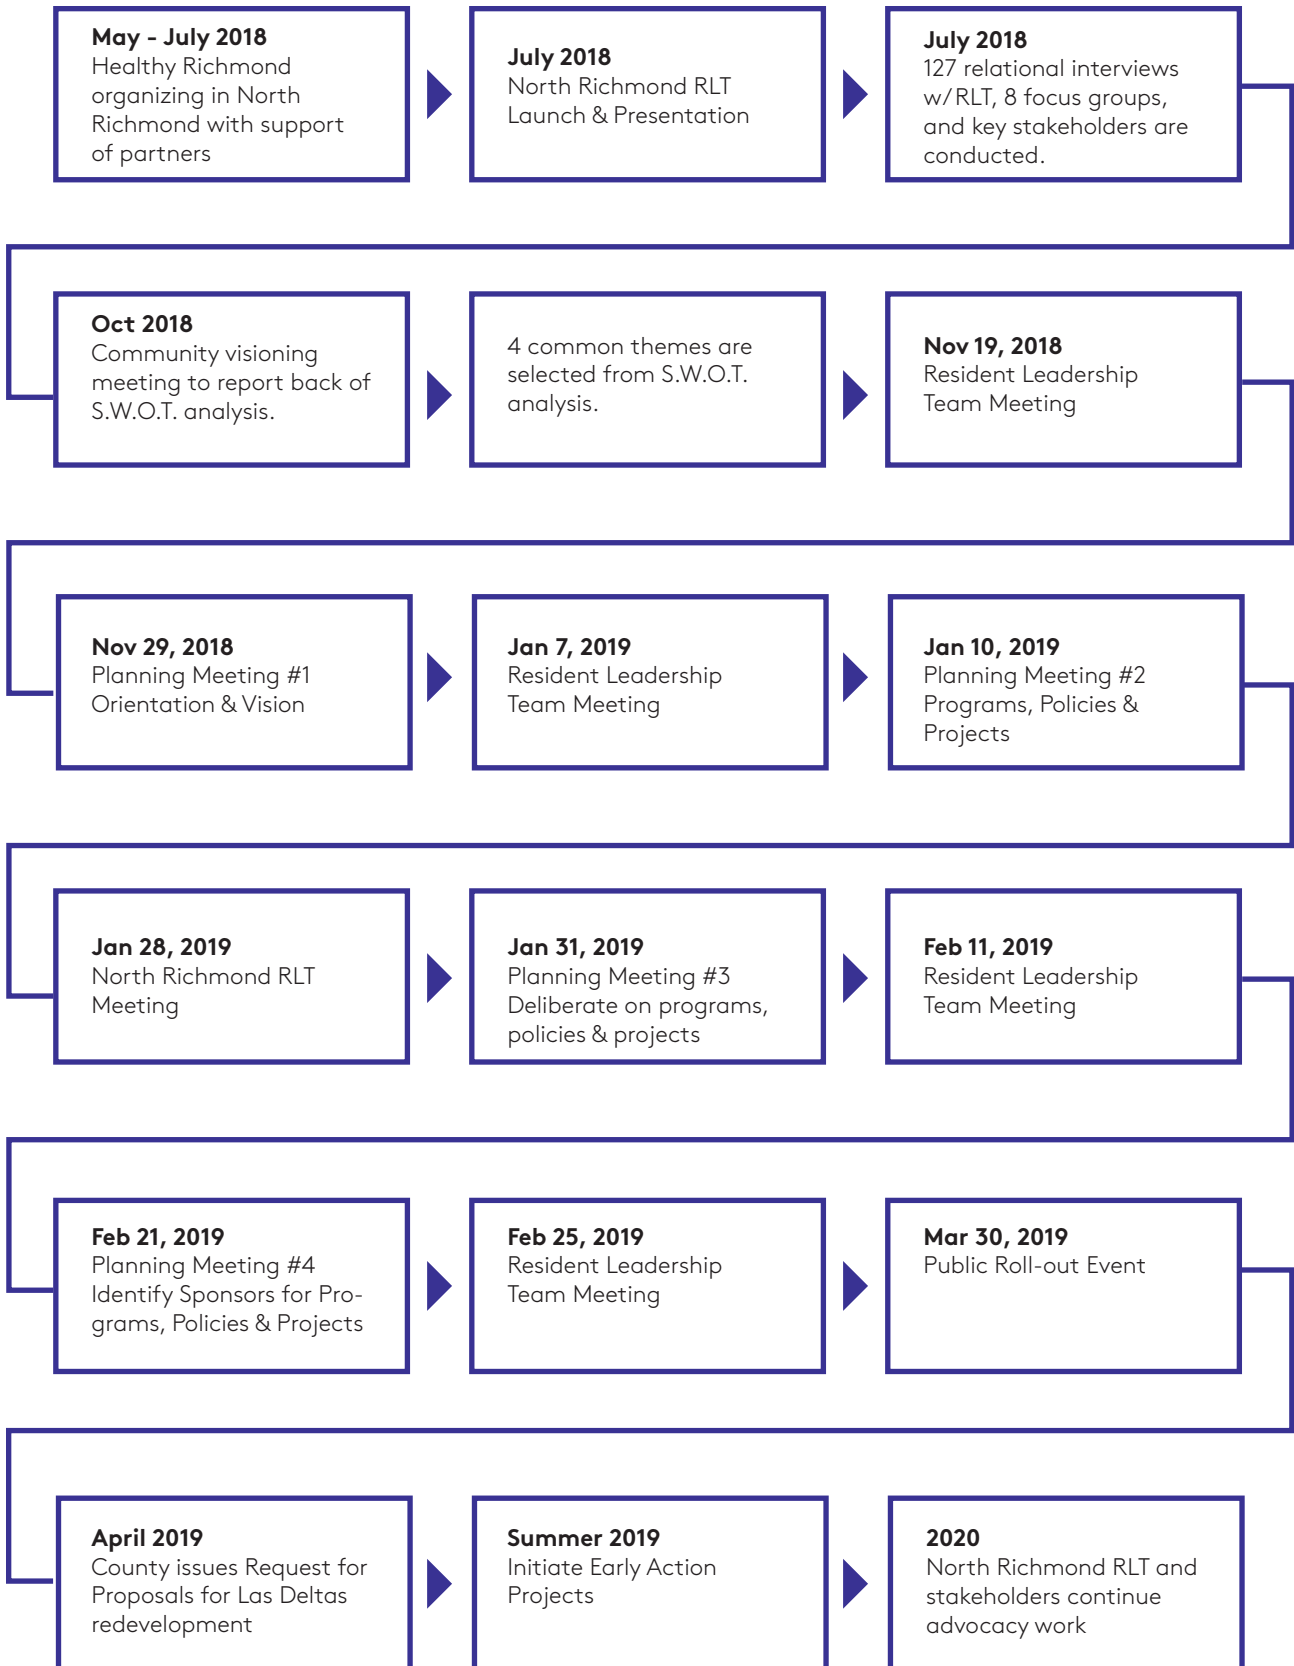 May - July 2018
Healthy Richmond
organizing in North
Richmond with support
of partners
July 2018
North Richmond RLT
Launch & Presentation
July 2018
127 relational interviews
w/RLT, 8 focus groups,
and key stakeholders are
conducted.
Oct 2018
Community visioning
meeting to report back of
S.W.O.T. analysis.
4 common themes are
selected from S.W.O.T.
analysis.
Nov 19, 2018
Resident Leadership
Team Meeting
Nov 29, 2018
Planning Meeting #1
Orientation & Vision
Jan 7, 2019
Resident Leadership
Team Meeting
Jan 10, 2019
Planning Meeting #2
Programs, Policies &
Projects
Jan 28, 2019
North Richmond RLT
Meeting
Jan 31, 2019
Planning Meeting #3
Deliberate on programs,
policies & projects
Feb 11, 2019
Resident Leadership
Team Meeting
Feb 21, 2019
Planning Meeting #4
Identify Sponsors for Pro-
grams, Policies & Projects
Feb 25, 2019
Resident Leadership
Team Meeting
Mar 30, 2019
Public Roll-out Event
April 2019
County issues Request for
Proposals for Las Deltas
redevelopment
Summer 2019
Initiate Early Action
Projects
2020
North Richmond RLT and
stakeholders continue
advocacy work